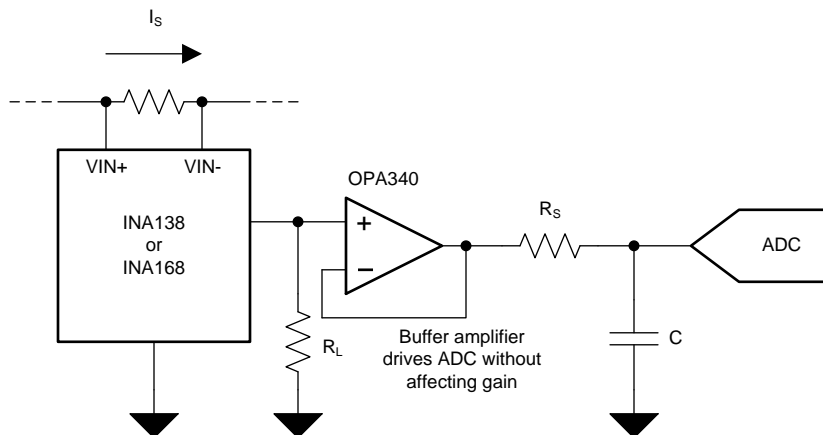 I_S
VIN+ VIN-
OPA340
INA138
or
INA168
+
−
R_S
ADC
R_L
Buffer amplifier
drives ADC without
affecting gain
C